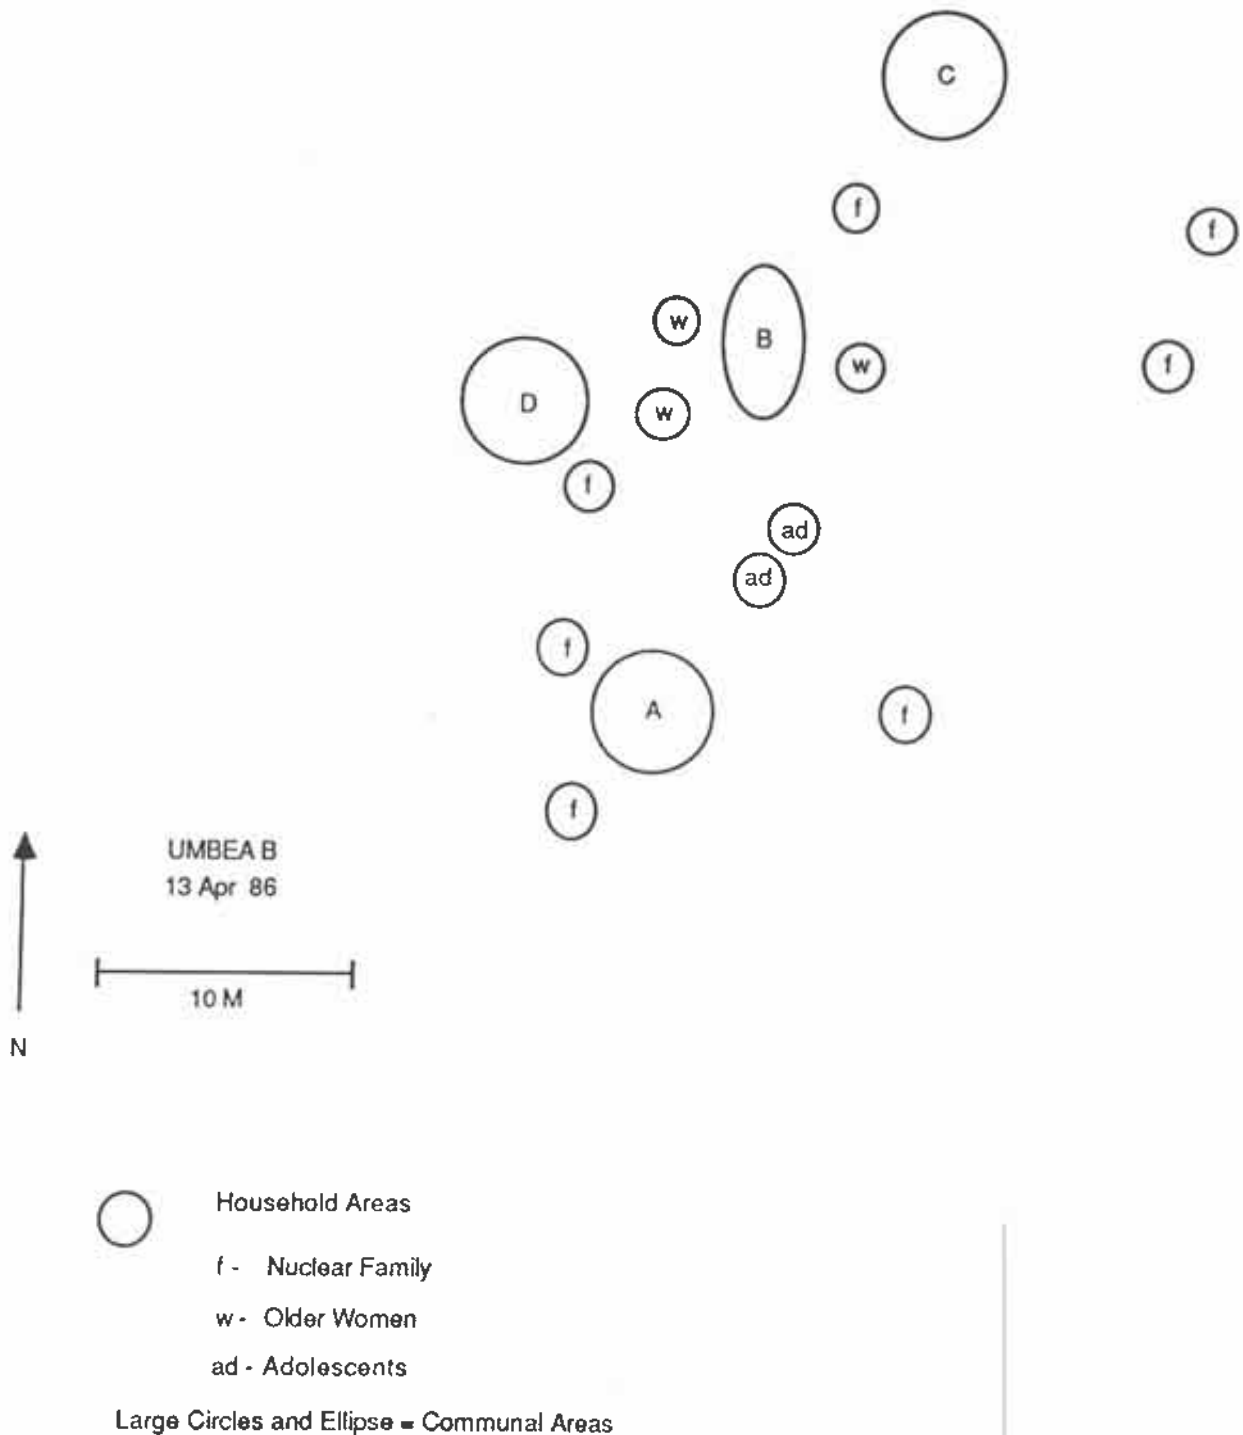 C
f
f
w
B
w
f
D
w
f
ad
ad
f
A
f
f
UMBEA B
13 Apr 86
10 M
N
Household Areas
f - Nuclear Family
w - Older Women
ad - Adolescents
Large Circles and Ellipse = Communal Areas